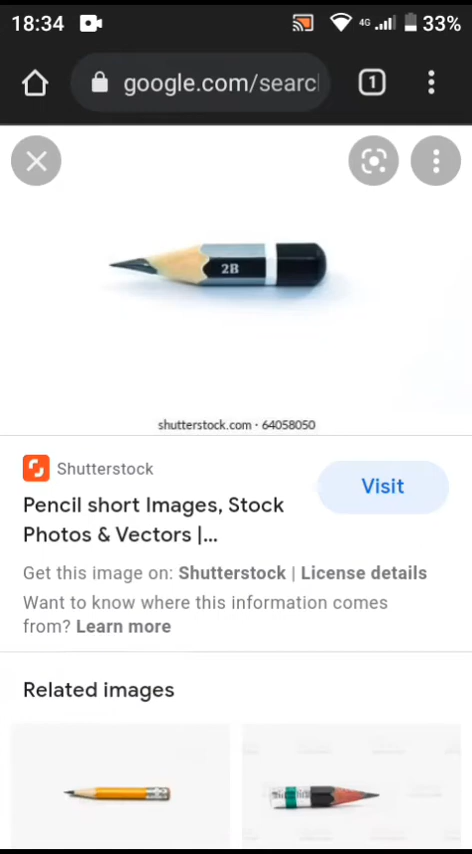 18:34 4G 33%
google.com/searc
1
2B
shutterstock.com · 64058050
Shutterstock
Visit
Pencil short Images, Stock
Photos & Vectors |...
Get this image on: Shutterstock | License details
Want to know where this information comes
from? Learn more
Related images